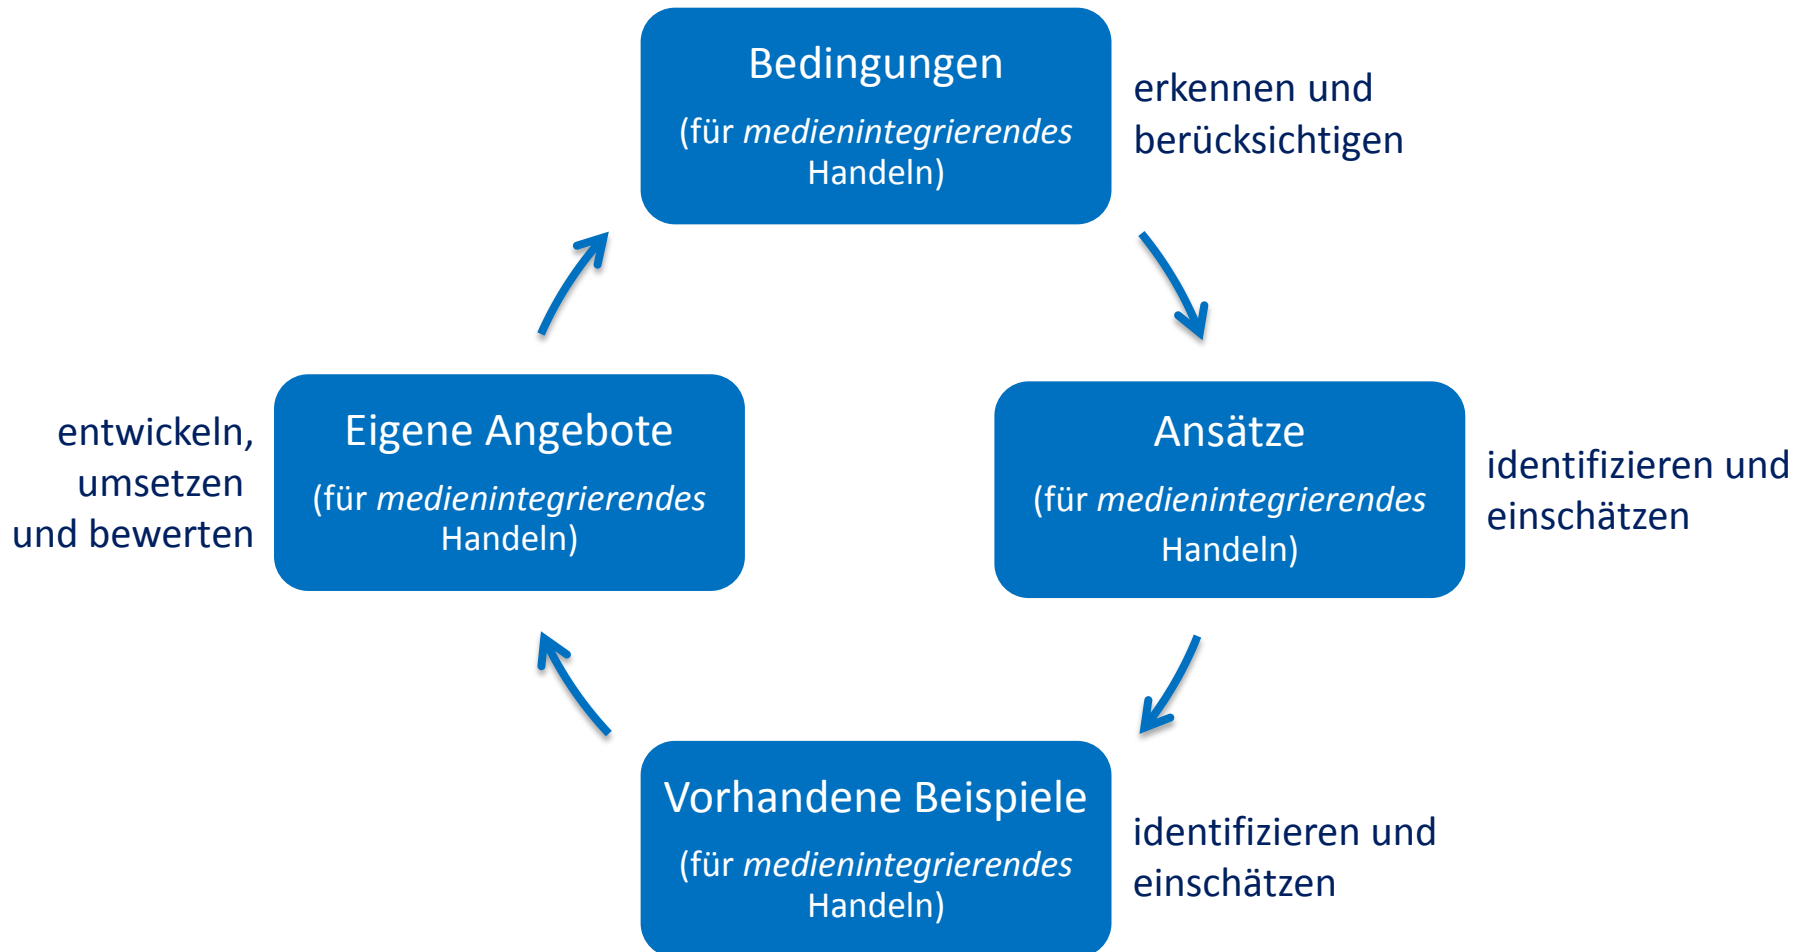 Bedingungen
(für medienintegrierendes
Handeln)
erkennen und
berücksichtigen
entwickeln,
umsetzen
und bewerten
Eigene Angebote
(für medienintegrierendes
Handeln)
Ansätze
(für medienintegrierendes
Handeln)
identifizieren und
einschätzen
Vorhandene Beispiele
(für medienintegrierendes
Handeln)
identifizieren und
einschätzen